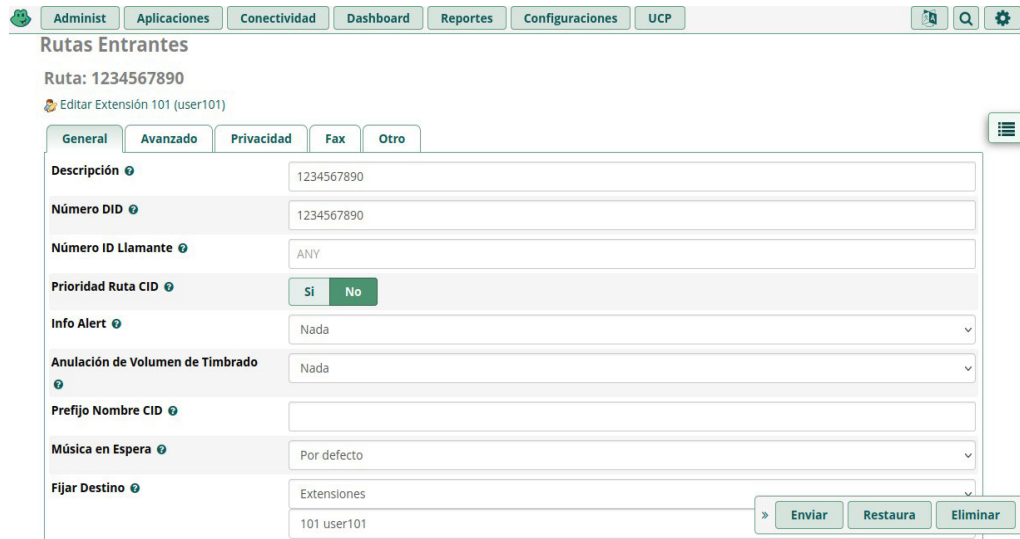 Administ Aplicaciones Conectividad Dashboard Reportes Configuraciones UCP
Rutas Entrantes
Ruta: 1234567890
Editar Extensión 101 (user101)
General Avanzado Privacidad Fax Otro
Descripción 1234567890
Número DID 1234567890
Número ID Llamante ANY
Prioridad Ruta CID Si No
Info Alert Nada
Anulación de Volumen de Timbrado Nada
Prefijo Nombre CID
Música en Espera Por defecto
Fijar Destino Extensiones
101 user101
» Enviar Restaura Eliminar